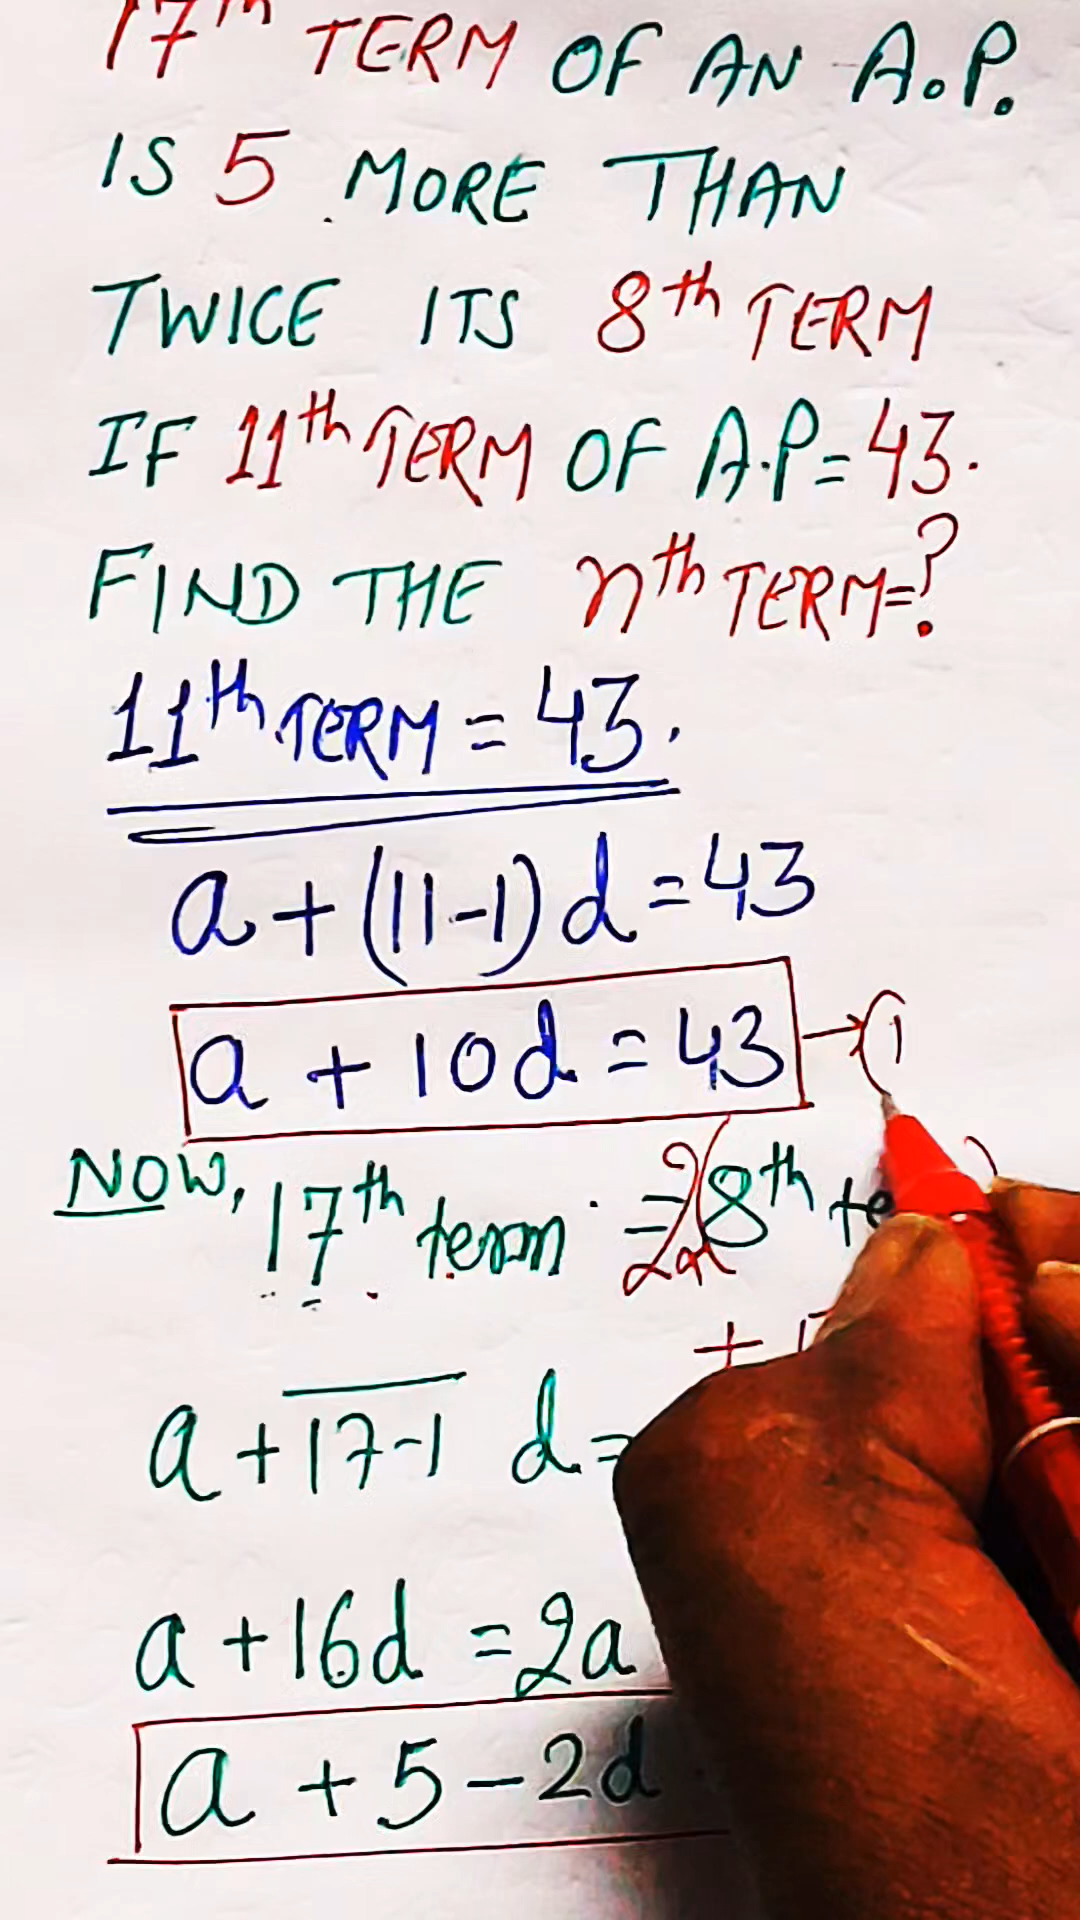 17th TERM OF AN A.P.
IS 5 MORE THAN
TWICE ITS 8th TERM
IF 11th TERM OF A.P=43.
FIND THE nth TERM=?
11th TERM = 43.
a + (11-1) d = 43
a + 10d = 43 → 1
NOW, 17th term = 2(8th
+
a + 17-1 d =
a + 16d = 2a
a + 5 - 2d